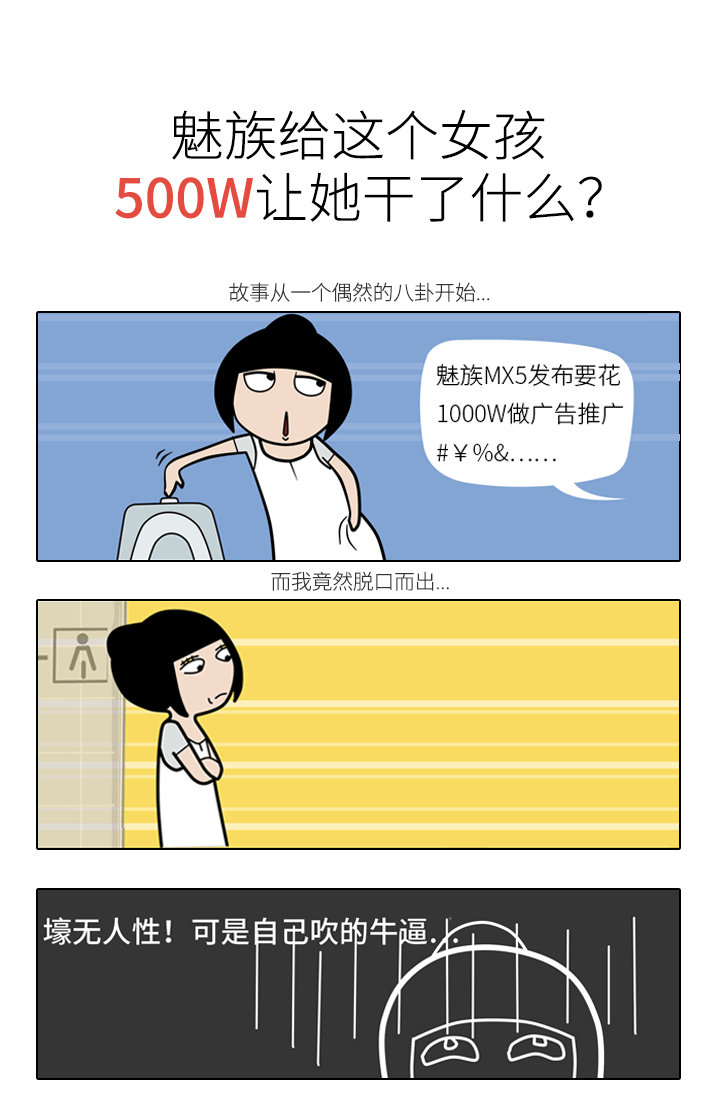 魅族给这个女孩
500W让她干了什么？
故事从一个偶然的八卦开始...
魅族MX5发布要花
1000W做广告推广
#￥%&……
而我竟然脱口而出...
壕无人性！可是自己吹的牛逼...